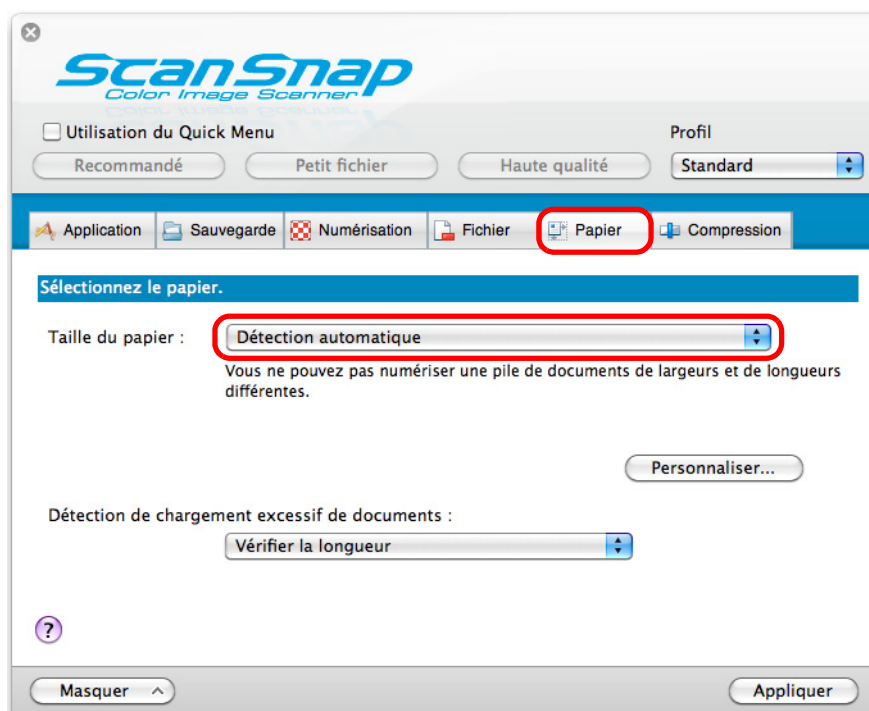 ScanSnap
Color Image Scanner
Utilisation du Quick Menu
Profil
Recommandé Petit fichier Haute qualité Standard
Application Sauvegarde Numérisation Fichier Papier Compression
Sélectionnez le papier.
Taille du papier : Détection automatique
Vous ne pouvez pas numériser une pile de documents de largeurs et de longueurs
différentes.
Personnaliser...
Détection de chargement excessif de documents :
Vérifier la longueur
?
Masquer Appliquer